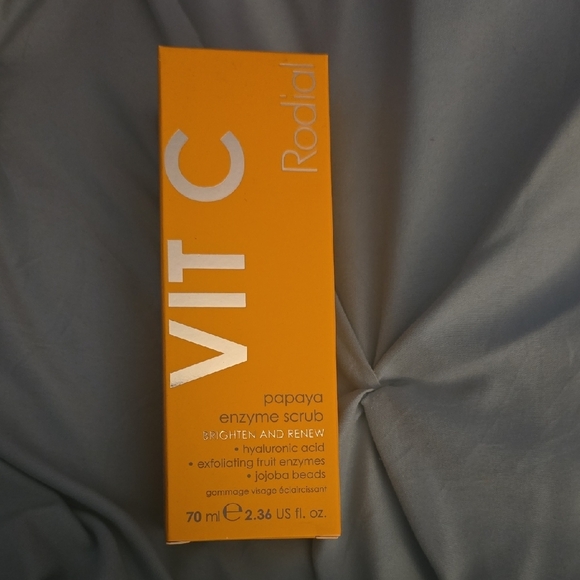 Rodial
VIT C
papaya
enzyme scrub
BRIGHTEN AND RENEW
• hyaluronic acid
• exfoliating fruit enzymes
• jojoba beads
gommage visage éclaircissant
70 ml ℮ 2.36 US fl. oz.